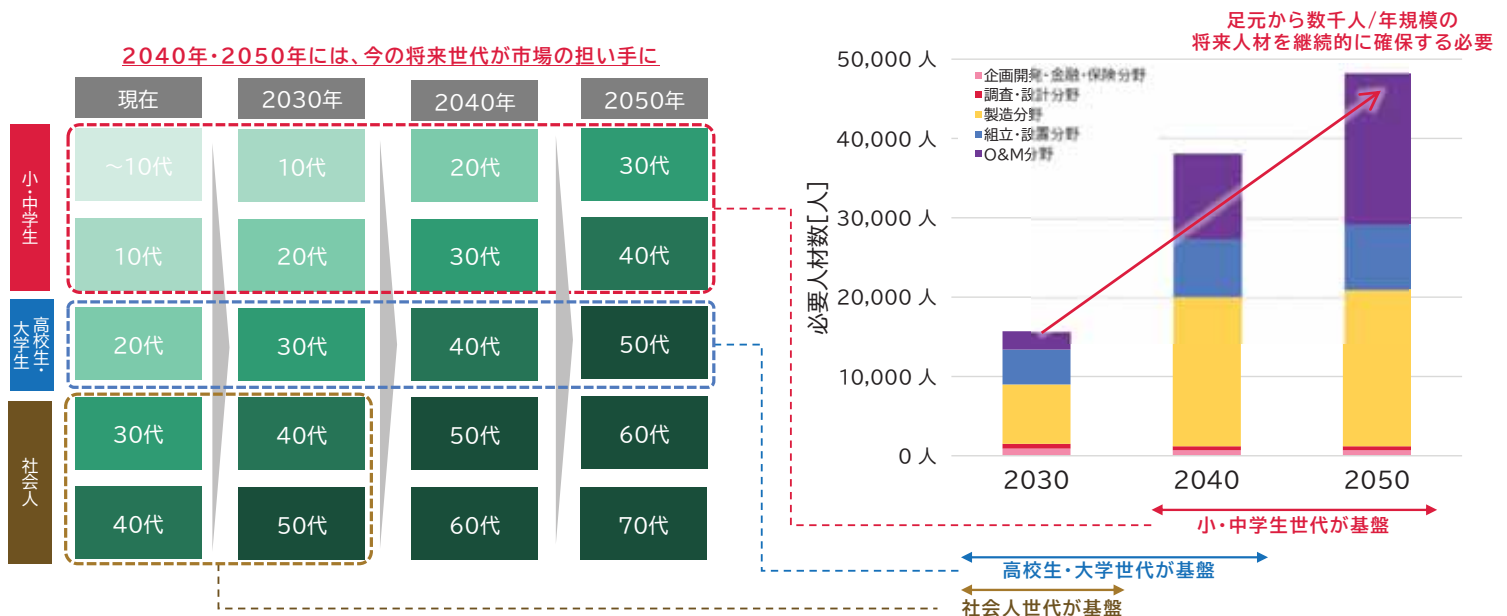 2040年・2050年には、今の将来世代が市場の担い手に
現在
2030年
2040年
2050年
小・中学生
～10代
10代
20代
30代
10代
20代
30代
40代
高校生・
大学生
20代
30代
40代
50代
社会人
30代
40代
50代
60代
40代
50代
60代
70代
足元から数千人/年規模の
将来人材を継続的に確保する必要
必要人材数[人]
50,000 人
40,000 人
30,000 人
20,000 人
10,000 人
0 人
企画開発・金融・保険分野
調査・設計分野
製造分野
組立・設置分野
O&M分野
2030
2040
2050
小・中学生世代が基盤
高校生・大学世代が基盤
社会人世代が基盤